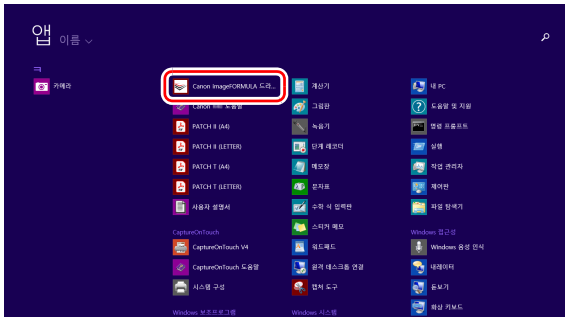 앱 이름
ㅋ
카메라
Canon imageFORMULA 드라...
Canon 도움말
PATCH II (A4)
PATCH II (LETTER)
PATCH T (A4)
PATCH T (LETTER)
사용자 설명서
CaptureOnTouch
CaptureOnTouch V4
CaptureOnTouch 도움말
시스템 구성
Windows 보조프로그램
계산기
그림판
녹음기
단계 레코더
메모장
문자표
수학 식 입력판
스티커 메모
워드패드
원격 데스크톱 연결
캡처 도구
Windows 시스템
내 PC
도움말 및 지원
명령 프롬프트
실행
작업 관리자
제어판
파일 탐색기
Windows 접근성
Windows 음성 인식
내레이터
돋보기
화상 키보드